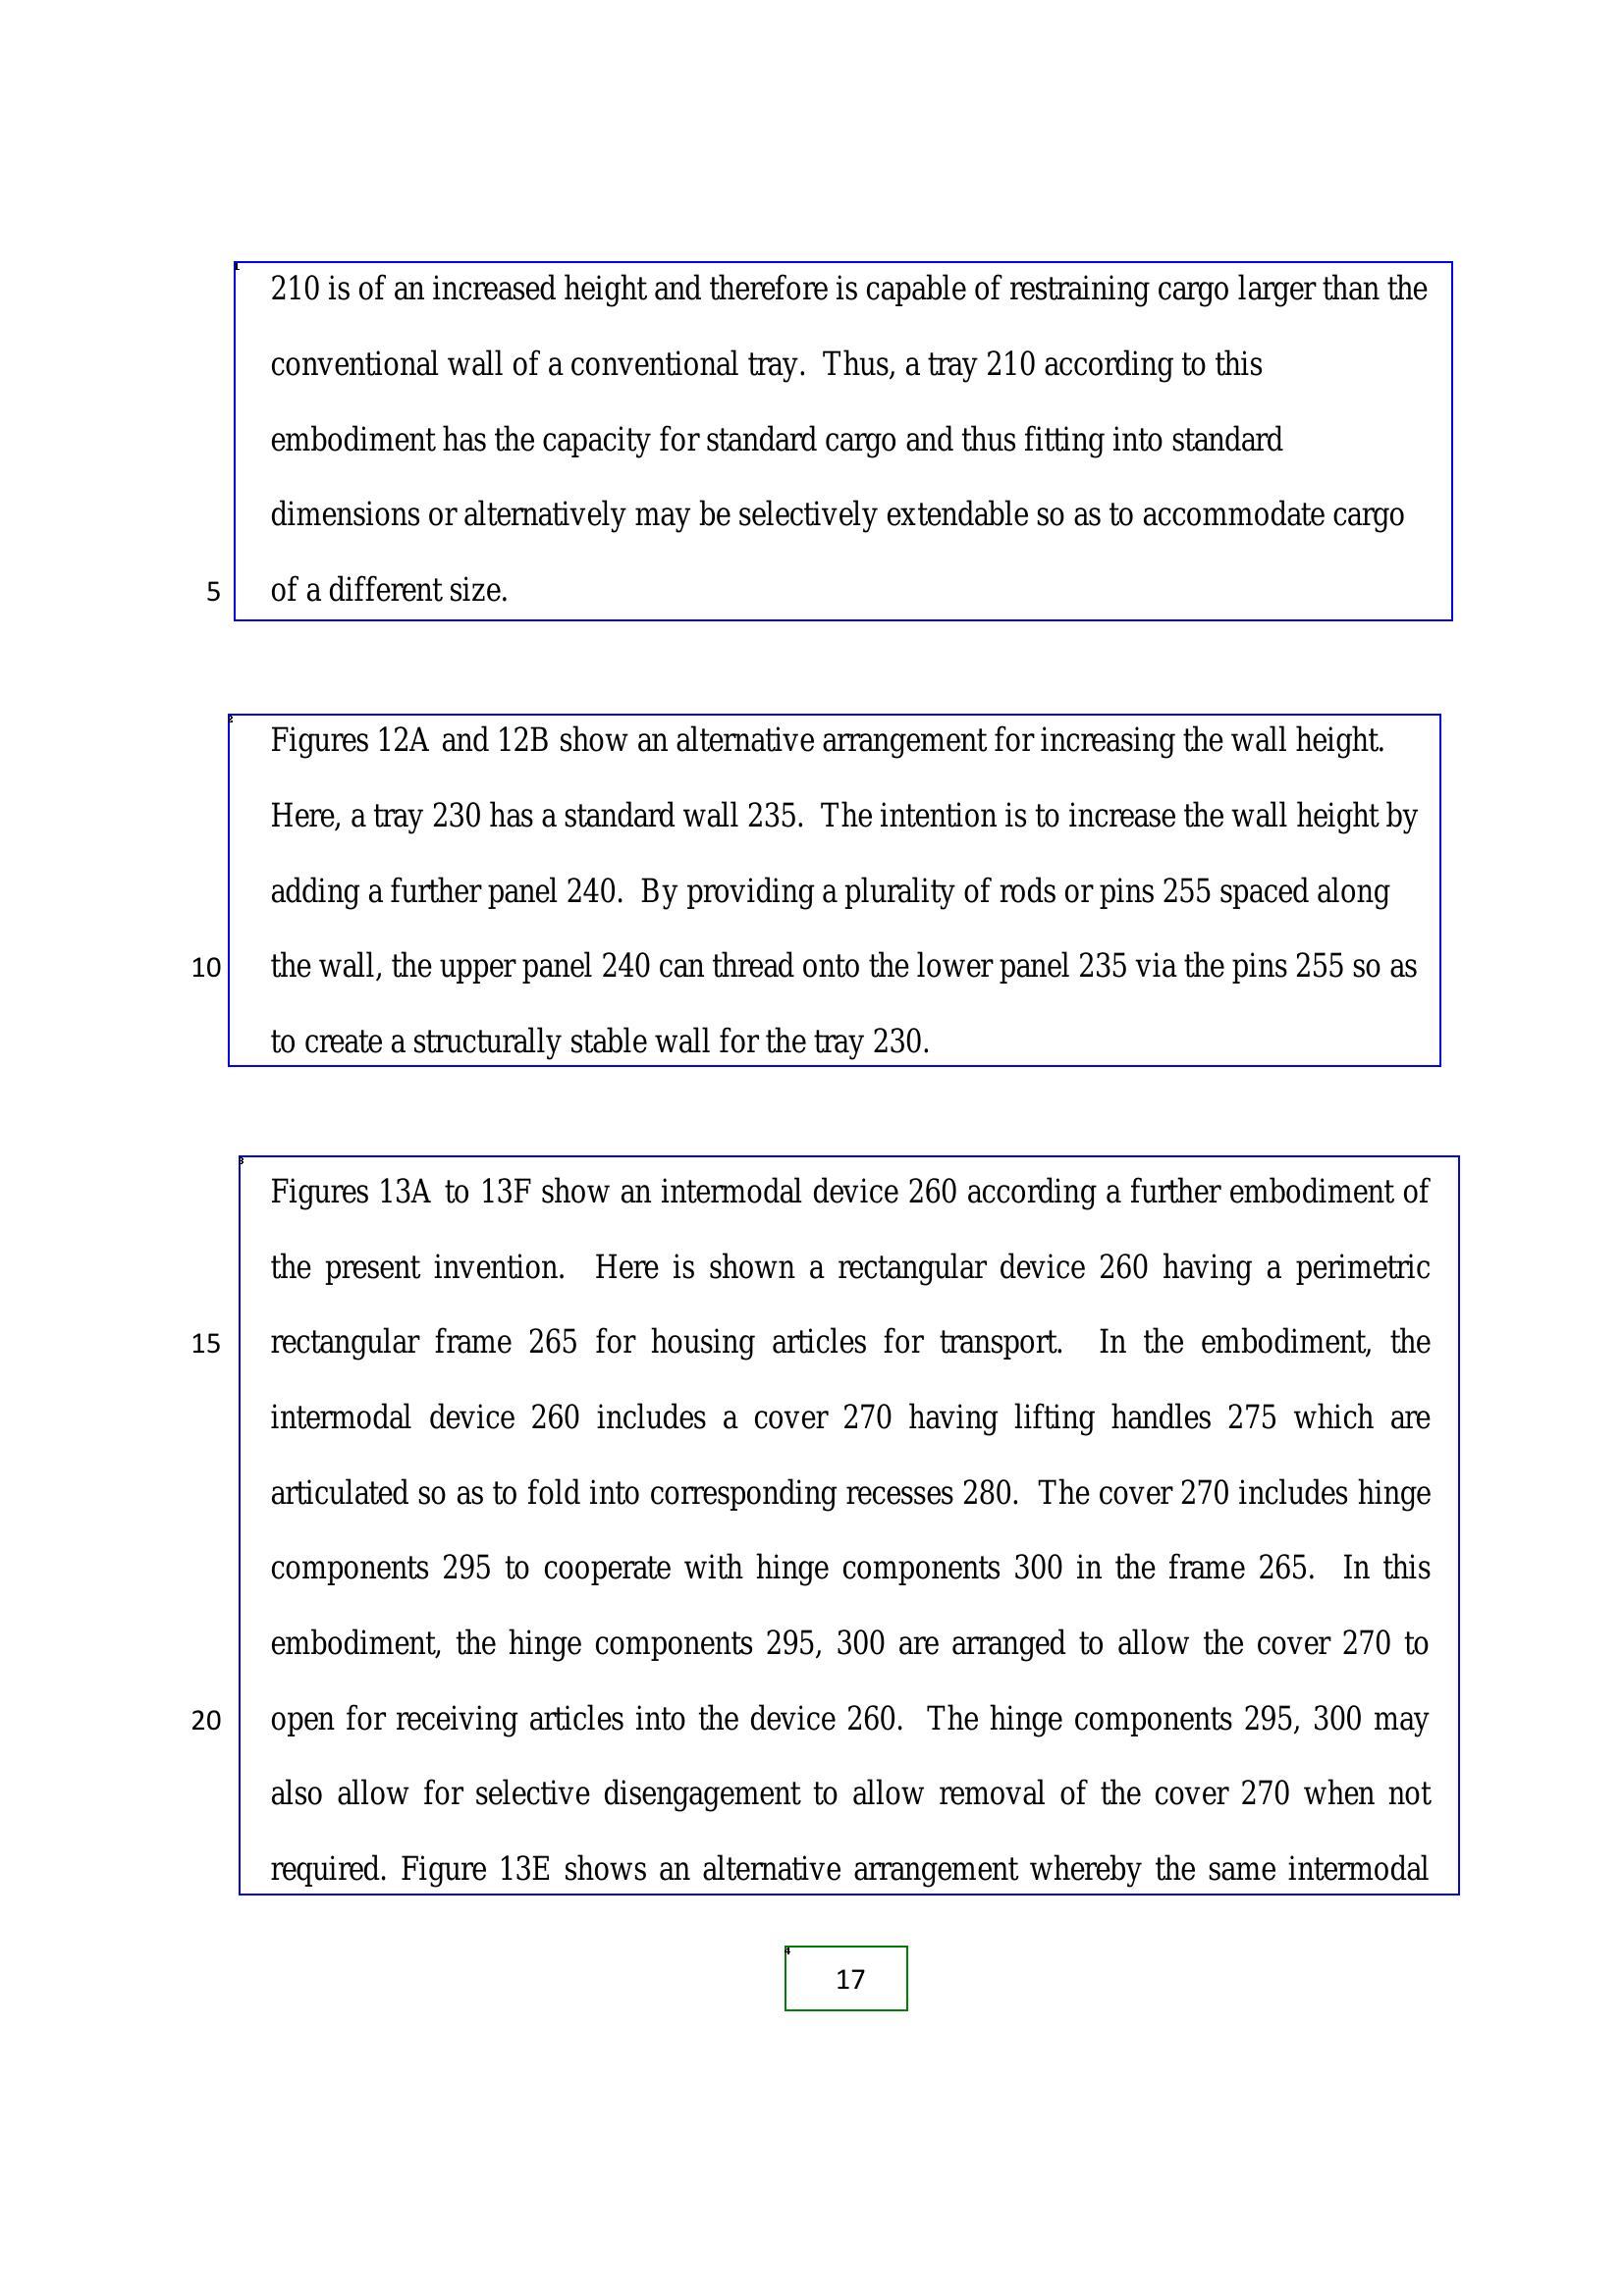 210 is of an increased height and therefore is capable of restraining cargo larger than the
conventional wall of a conventional tray.  Thus, a tray 210 according to this
embodiment has the capacity for standard cargo and thus fitting into standard
dimensions or alternatively may be selectively extendable so as to accommodate cargo
5 of a different size.
Figures 12A and 12B show an alternative arrangement for increasing the wall height.
Here, a tray 230 has a standard wall 235.  The intention is to increase the wall height by
adding a further panel 240.  By providing a plurality of rods or pins 255 spaced along
10 the wall, the upper panel 240 can thread onto the lower panel 235 via the pins 255 so as
to create a structurally stable wall for the tray 230.
Figures 13A to 13F show an intermodal device 260 according a further embodiment of
the present invention.  Here is shown a rectangular device 260 having a perimetric
15 rectangular frame 265 for housing articles for transport.  In the embodiment, the
intermodal device 260 includes a cover 270 having lifting handles 275 which are
articulated so as to fold into corresponding recesses 280.  The cover 270 includes hinge
components 295 to cooperate with hinge components 300 in the frame 265.  In this
embodiment, the hinge components 295, 300 are arranged to allow the cover 270 to
20 open for receiving articles into the device 260.  The hinge components 295, 300 may
also allow for selective disengagement to allow removal of the cover 270 when not
required. Figure 13E shows an alternative arrangement whereby the same intermodal
17